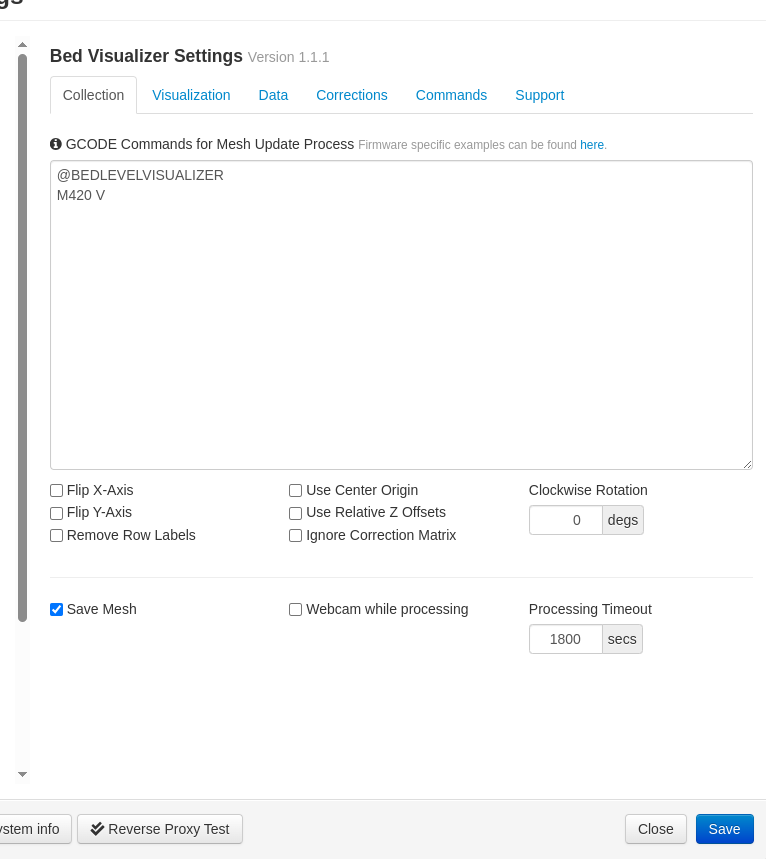 Bed Visualizer Settings Version 1.1.1
Collection Visualization Data Corrections Commands Support
GCODE Commands for Mesh Update Process Firmware specific examples can be found here.
@BEDLEVELVISUALIZER
M420 V
Flip X-Axis Use Center Origin Clockwise Rotation
Flip Y-Axis Use Relative Z Offsets 0 degs
Remove Row Labels Ignore Correction Matrix
Save Mesh Webcam while processing Processing Timeout
1800 secs
ystem info Reverse Proxy Test Close Save